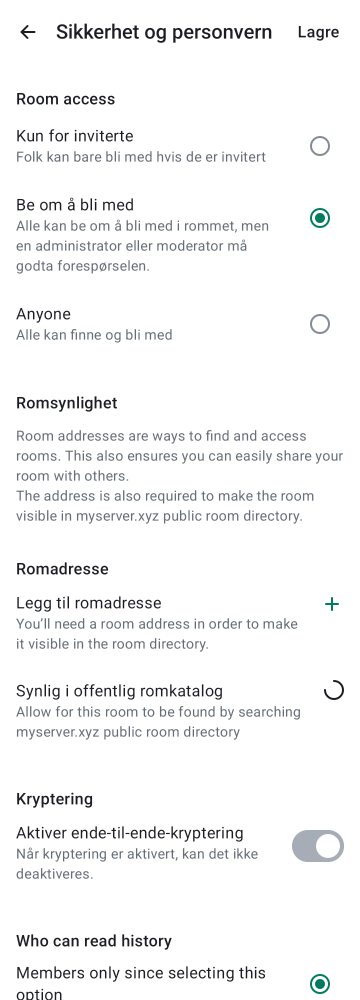 Sikkerhet og personvern
Lagre
Room access
Kun for inviterte
Folk kan bare bli med hvis de er invitert
Be om å bli med
Alle kan be om å bli med i rommet, men
en administrator eller moderator må
godta forespørselen.
Anyone
Alle kan finne og bli med
Romsynlighet
Room addresses are ways to find and access
rooms. This also ensures you can easily share your
room with others.
The address is also required to make the room
visible in myserver.xyz public room directory.
Romadresse
Legg til romadresse
You'll need a room address in order to make
it visible in the room directory.
Synlig i offentlig romkatalog
Allow for this room to be found by searching
myserver.xyz public room directory
Kryptering
Aktiver ende-til-ende-kryptering
Når kryptering er aktivert, kan det ikke
deaktiveres.
Who can read history
Members only since selecting this
option